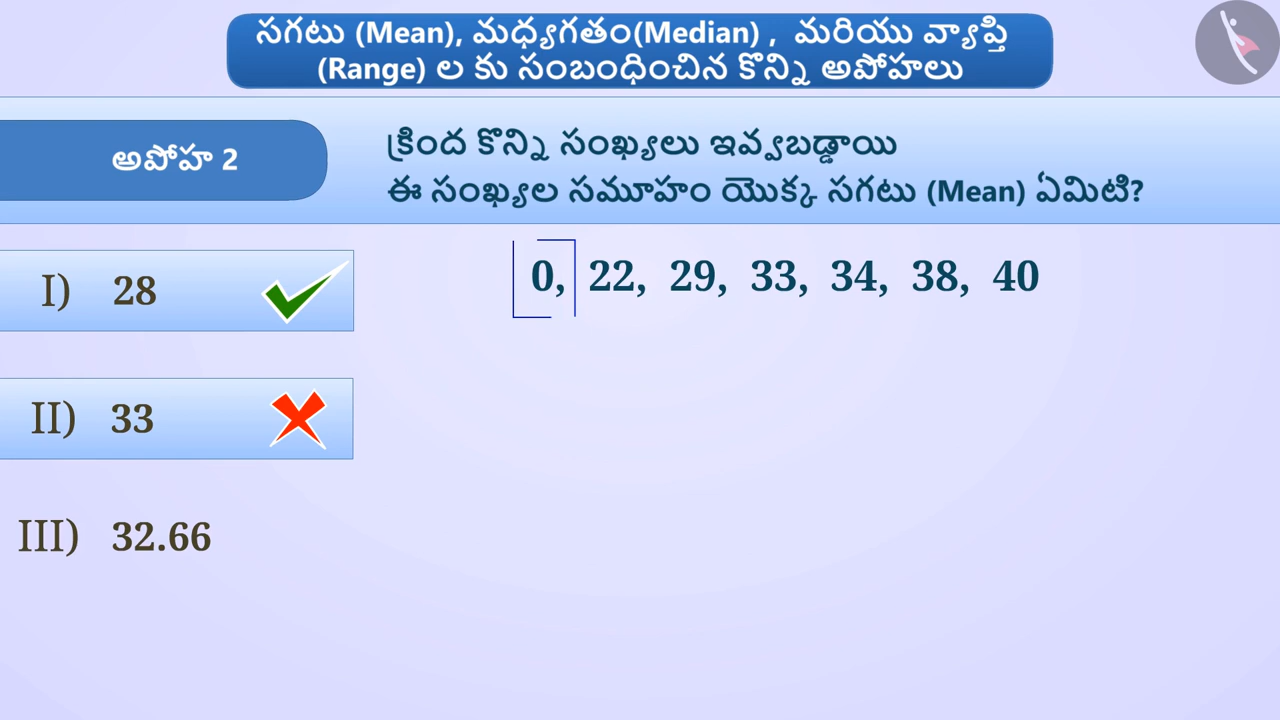 సగటు (Mean), మధ్యగతం(Median) , మరియు వ్యాప్తి
(Range) ల కు సంబంధించిన కొన్ని అపోహలు
అపోహ 2
క్రింద కొన్ని సంఖ్యలు ఇవ్వబడ్డాయి
ఈ సంఖ్యల సమూహం యొక్క సగటు (Mean) ఏమిటి?
I) 28
0, 22, 29, 33, 34, 38, 40
II) 33
III) 32.66